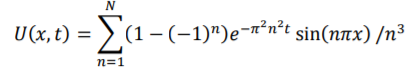 U(x, t) = ∑_{n=1}^{N} (1 − (−1)ⁿ)e^{−π²n²t} sin(nπx) /n³